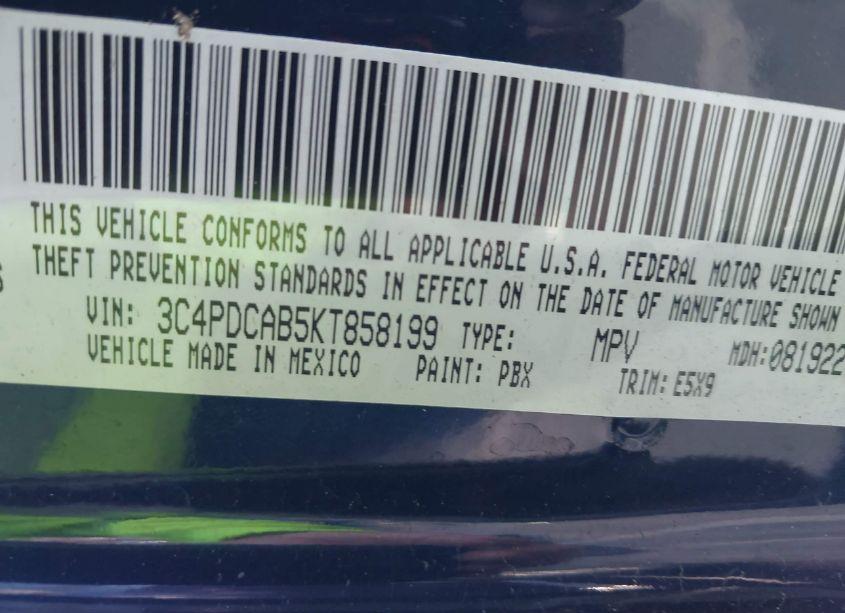 THIS VEHICLE CONFORMS TO ALL APPLICABLE U.S.A. FEDERAL MOTOR VEHICLE
THEFT PREVENTION STANDARDS IN EFFECT ON THE DATE OF MANUFACTURE SHOWN
S
VIN: 3C4PDCAB5KT858199 TYPE: MPV MDH:081922
VEHICLE MADE IN MEXICO PAINT: PBX TRIM: E5X9